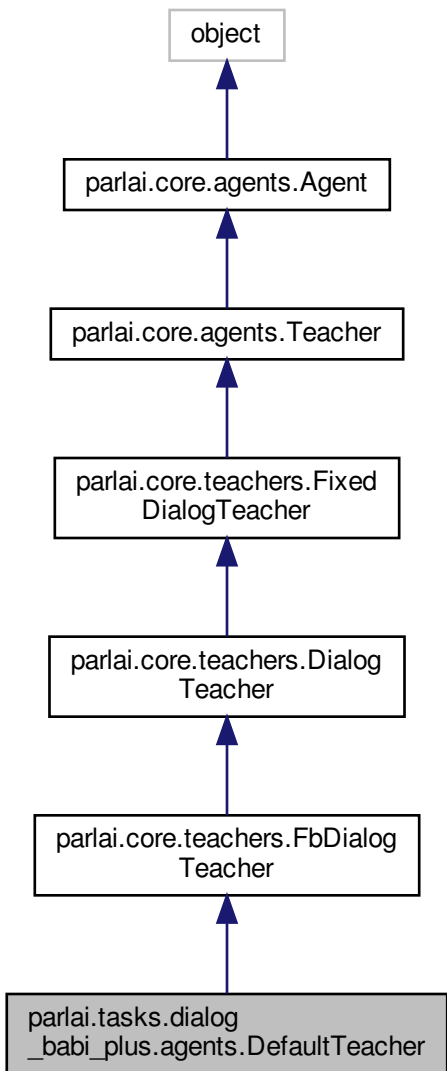 object
parlai.core.agents.Agent
parlai.core.agents.Teacher
parlai.core.teachers.Fixed
DialogTeacher
parlai.core.teachers.Dialog
Teacher
parlai.core.teachers.FbDialog
Teacher
parlai.tasks.dialog
_babi_plus.agents.DefaultTeacher